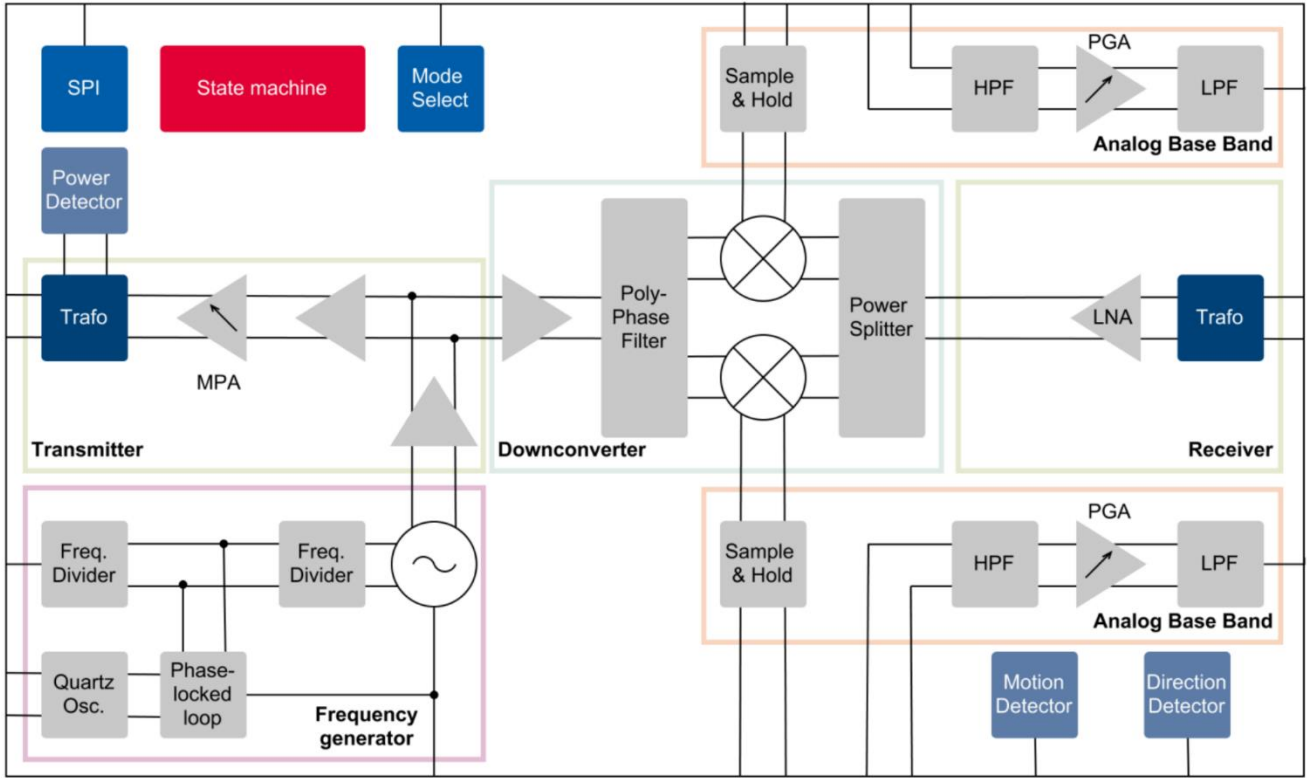 SPI
State machine
Mode
Select
Power
Detector
Sample
& Hold
HPF
PGA
LPF
Analog Base Band
Trafo
MPA
Transmitter
Poly-
Phase
Filter
Power
Splitter
Downconverter
LNA
Trafo
Receiver
Freq.
Divider
Freq.
Divider
Quartz
Osc.
Phase-
locked
loop
Frequency
generator
Sample
& Hold
HPF
PGA
LPF
Analog Base Band
Motion
Detector
Direction
Detector